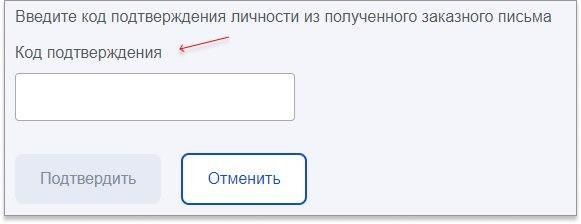 Введите код подтверждения личности из полученного заказного письма
Код подтверждения
Подтвердить
Отменить